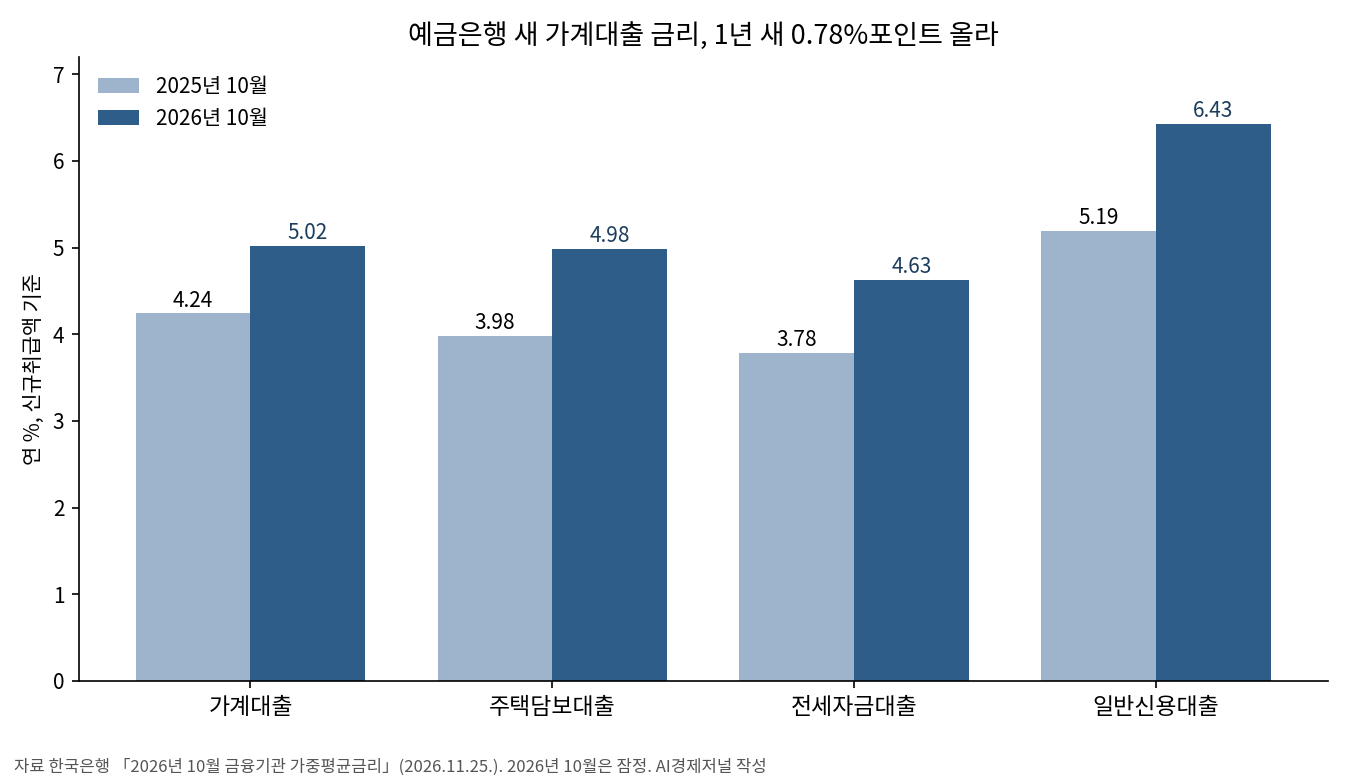 예금은행 새 가계대출 금리, 1년 새 0.78%포인트 올라
2025년 10월
2026년 10월
연 %, 신규취급액 기준
7
6
5
4
3
2
1
0
4.24
5.02
3.98
4.98
3.78
4.63
5.19
6.43
가계대출
주택담보대출
전세자금대출
일반신용대출
자료 한국은행 「2026년 10월 금융기관 가중평균금리」(2026.11.25.). 2026년 10월은 잠정. AI경제저널 작성